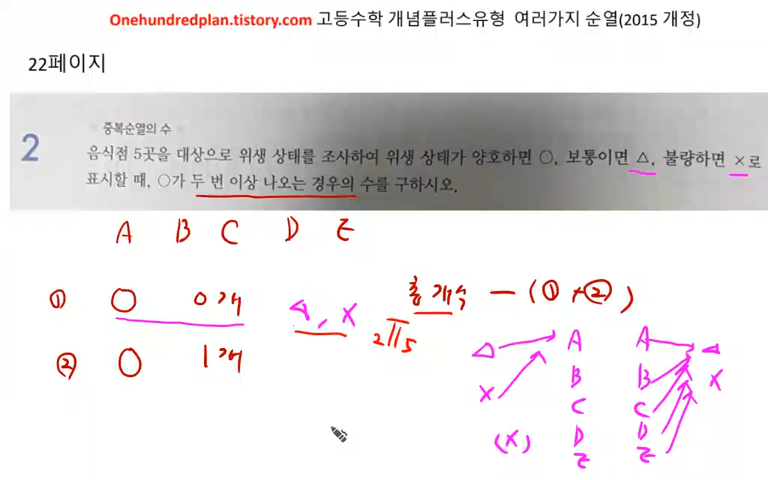 Onehundredplan.tistory.com 고등수학 개념플러스유형 여러가지 순열(2015 개정)
22페이지
중복순열의 수
2 음식점 5곳을 대상으로 위생 상태를 조사하여 위생 상태가 양호하면 ○, 보통이면 △, 불량하면 ×로
표시할 때, ○가 두 번 이상 나오는 경우의 수를 구하시오.
A B C D E
① ○ 0개 △, × 총 개수 - (① + ②)
₂Π₅
② ○ 1개
△ A A △
× B B ×
C C
(×) D D
E E